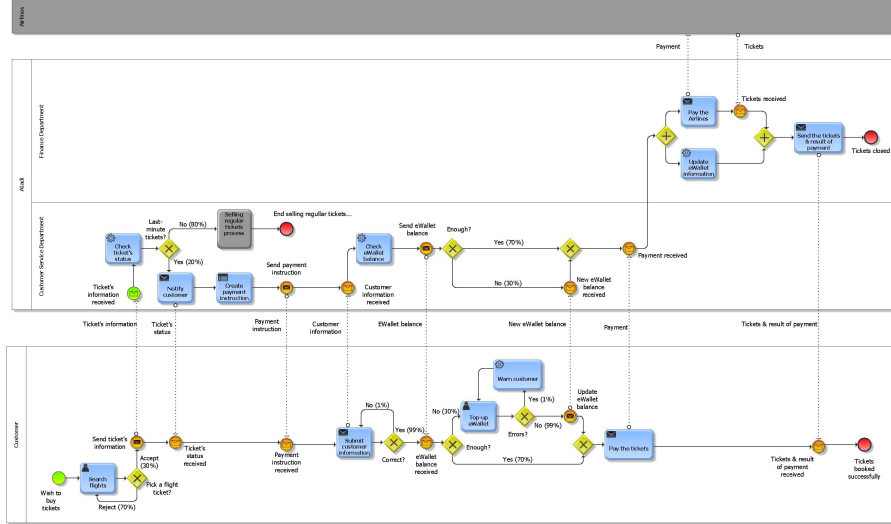 Airlines
Payment
Tickets
Atadi
Finance Department
Pay the
Airlines
Tickets received
Update
eWallet
information
Send the tickets
& result of
payment
Tickets closed
Customer Service Department
Check
ticket's
status
Last-
minute
tickets?
No (80%)
Yes (20%)
Selling
regular
tickets
process
End selling regullar tickets...
Ticket's
information
received
Notify
customer
Create
payment
instruction
Send payment
instruction
Customer
information
received
Check
eWallet
balance
Send eWallet
balance
Enough?
Yes (70%)
No (30%)
New eWallet
balance
received
Payment received
Ticket's information
Ticket's
status
Payment
instruction
Customer
information
EWallet balance
New eWallet balance
Payment
Tickets & result of payment
Customer
Wish to
buy
tickets
Search
flights
Reject (70%)
Pick a flight
ticket?
Accept
(30%)
Send ticket's
information
Ticket's
status
received
Payment
instruction
received
Submit
customer
information
No (1%)
Yes (99%)
Correct?
eWallet
balance
received
Enough?
No (30%)
Yes (70%)
Top-up
eWallet
Warn customer
Yes (1%)
Errors?
No (99%)
Update
eWallet
balance
Pay the tickets
Tickets & result
of payment
received
Tickets
booked
successfully